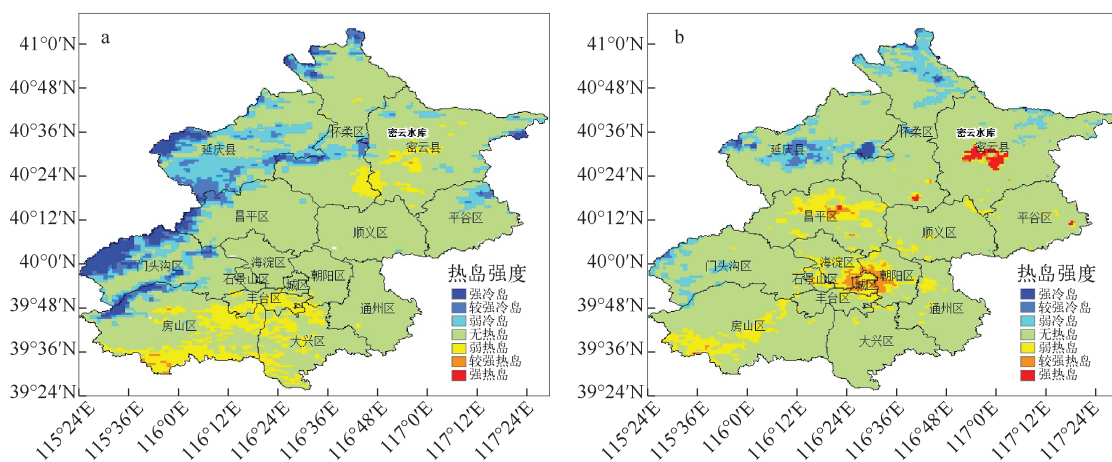 a
41°0′N
40°48′N
40°36′N
40°24′N
40°12′N
40°0′N
39°48′N
39°36′N
39°24′N
怀柔区
密云水库
密云县
延庆县
昌平区
平谷区
顺义区
门头沟区
海淀区
朝阳区
石景山区
城区
丰台区
通州区
房山区
大兴区
热岛强度
强冷岛
较强冷岛
弱冷岛
无热岛
弱热岛
较强热岛
强热岛
115°24′E
115°36′E
116°0′E
116°12′E
116°24′E
116°36′E
116°48′E
117°0′E
117°12′E
117°24′E
b
41°0′N
40°48′N
40°36′N
40°24′N
40°12′N
40°0′N
39°48′N
39°36′N
39°24′N
怀柔区
密云水库
密云县
延庆县
昌平区
平谷区
顺义区
门头沟区
海淀区
朝阳区
石景山区
城区
丰台区
通州区
房山区
大兴区
热岛强度
强冷岛
较强冷岛
弱冷岛
无热岛
弱热岛
较强热岛
强热岛
115°24′E
115°36′E
116°0′E
116°12′E
116°24′E
116°36′E
116°48′E
117°0′E
117°12′E
117°24′E